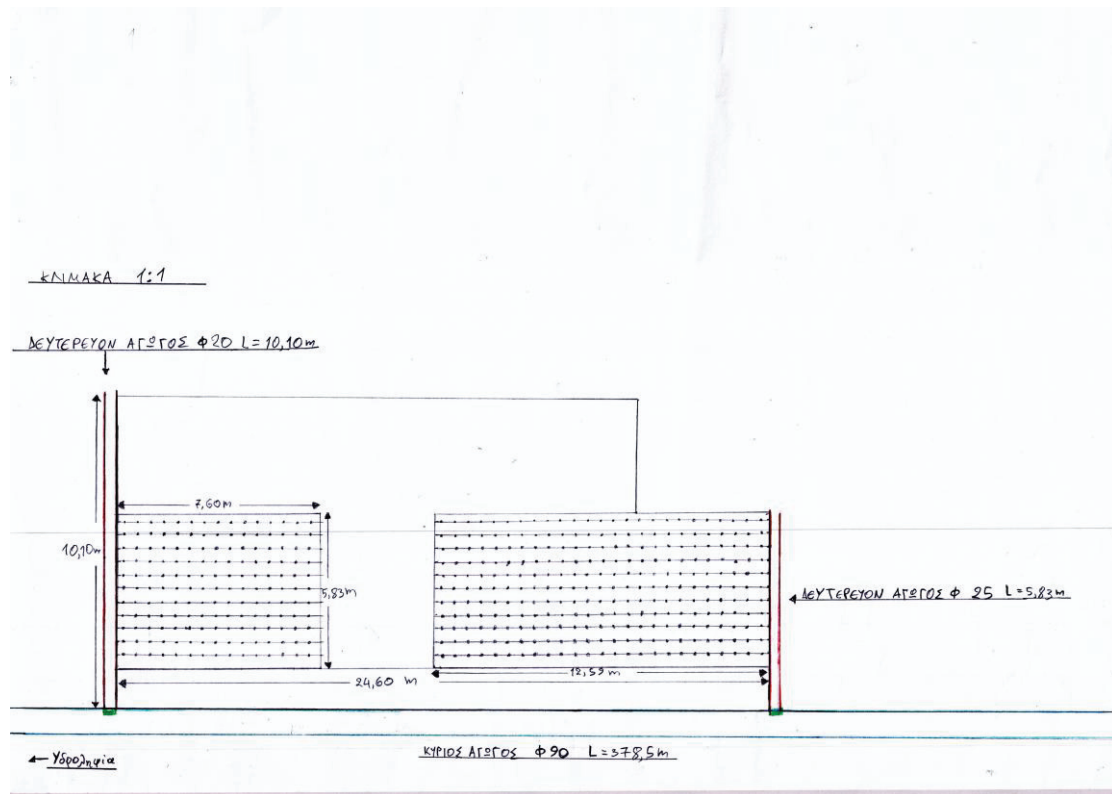 ΚΛΙΜΑΚΑ 1:1
ΔΕΥΤΕΡΕΥΟΝ ΑΓΩΓΟΣ Φ20 L=10,10m
7,60m
10,10m
5,83m
ΔΕΥΤΕΡΕΥΟΝ ΑΓΩΓΟΣ Φ 25 L=5,83m
12,59m
24,60 m
ΚΥΡΙΟΣ ΑΓΩΓΟΣ Φ90 L=378,5m
← Υδροληψία